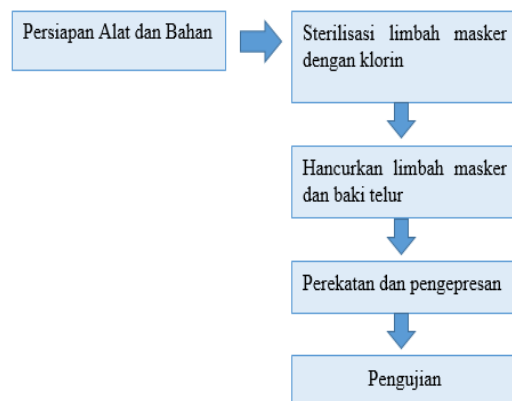 Persiapan Alat dan Bahan
Sterilisasi limbah masker
dengan klorin
Hancurkan limbah masker
dan baki telur
Perekatan dan pengepresan
Pengujian